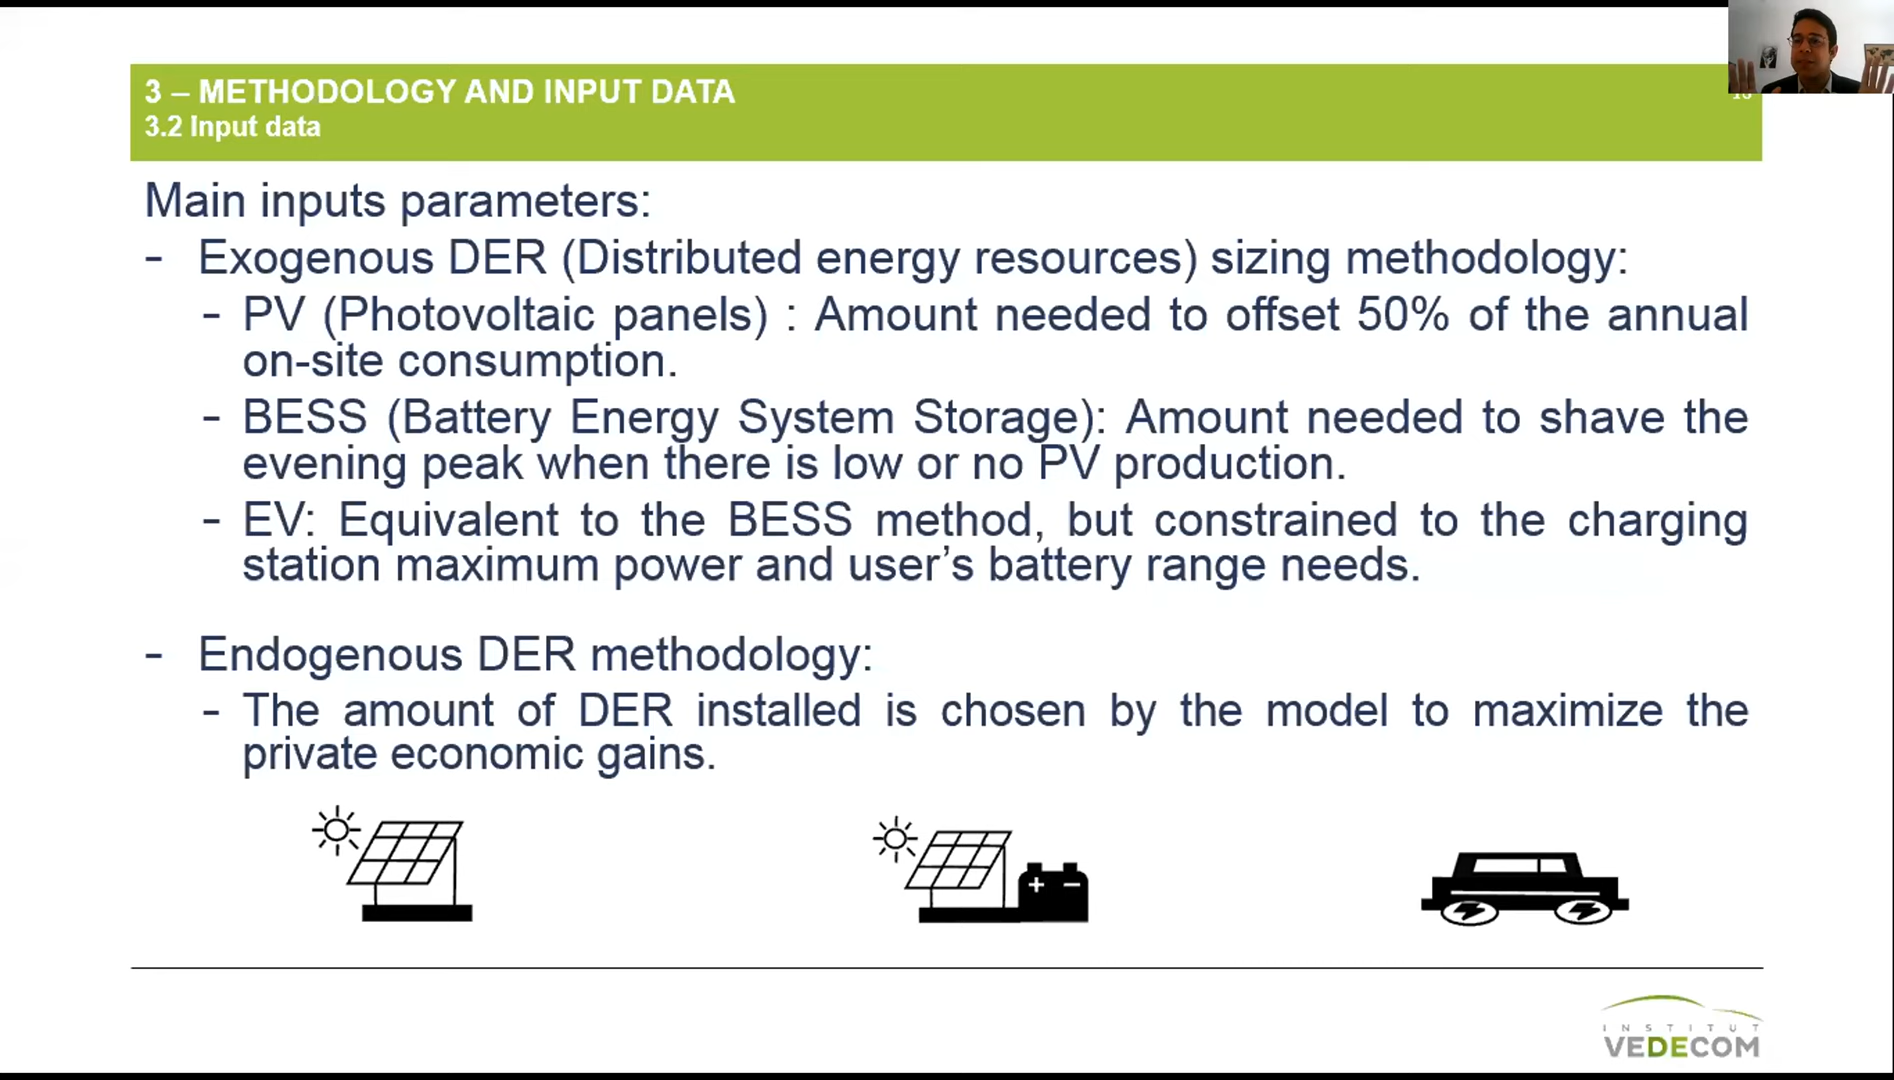 3 – METHODOLOGY AND INPUT DATA
3.2 Input data
Main inputs parameters:
- Exogenous DER (Distributed energy resources) sizing methodology:
- PV (Photovoltaic panels) : Amount needed to offset 50% of the annual
on-site consumption.
- BESS (Battery Energy System Storage): Amount needed to shave the
evening peak when there is low or no PV production.
- EV: Equivalent to the BESS method, but constrained to the charging
station maximum power and user’s battery range needs.
- Endogenous DER methodology:
- The amount of DER installed is chosen by the model to maximize the
private economic gains.
+ −
INSTITUT
VEDECOM